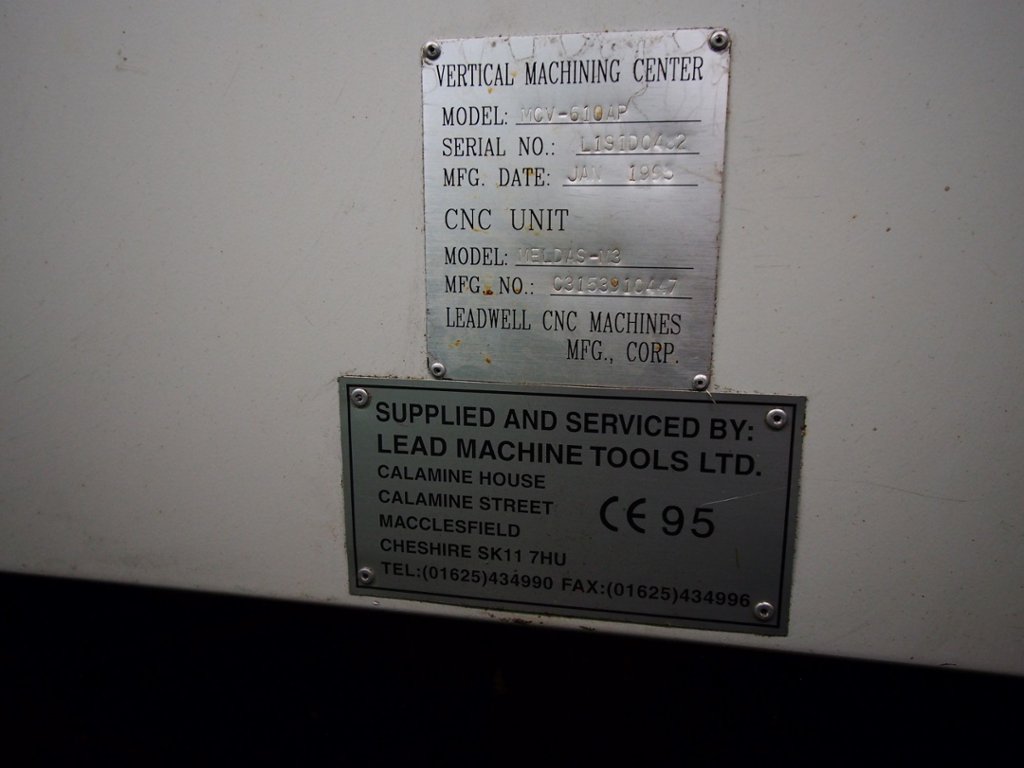 VERTICAL MACHINING CENTER
MODEL: MCV-610AP
SERIAL NO.:
MFG. DATE: JAN
CNC UNIT
MODEL: MELDAS-M3
MFG. NO.: C3153910447
LEADWELL CNC MACHINES
MFG., CORP.
SUPPLIED AND SERVICED BY:
LEAD MACHINE TOOLS LTD.
CALAMINE HOUSE
CALAMINE STREET
CE 95
MACCLESFIELD
CHESHIRE SK11 7HU
TEL:(01625)434990 FAX:(01625)434996